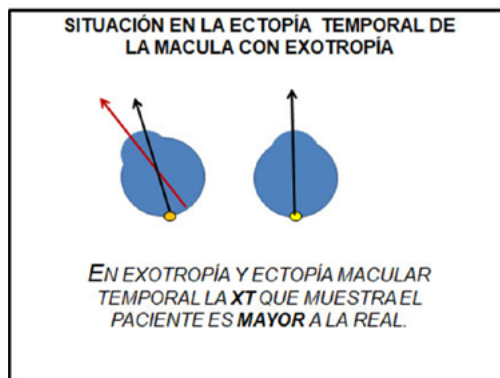 SITUACIÓN EN LA ECTOPÍA TEMPORAL DE
LA MACULA CON EXOTROPÍA
EN EXOTROPÍA Y ECTOPÍA MACULAR
TEMPORAL LA XT QUE MUESTRA EL
PACIENTE ES MAYOR A LA REAL.